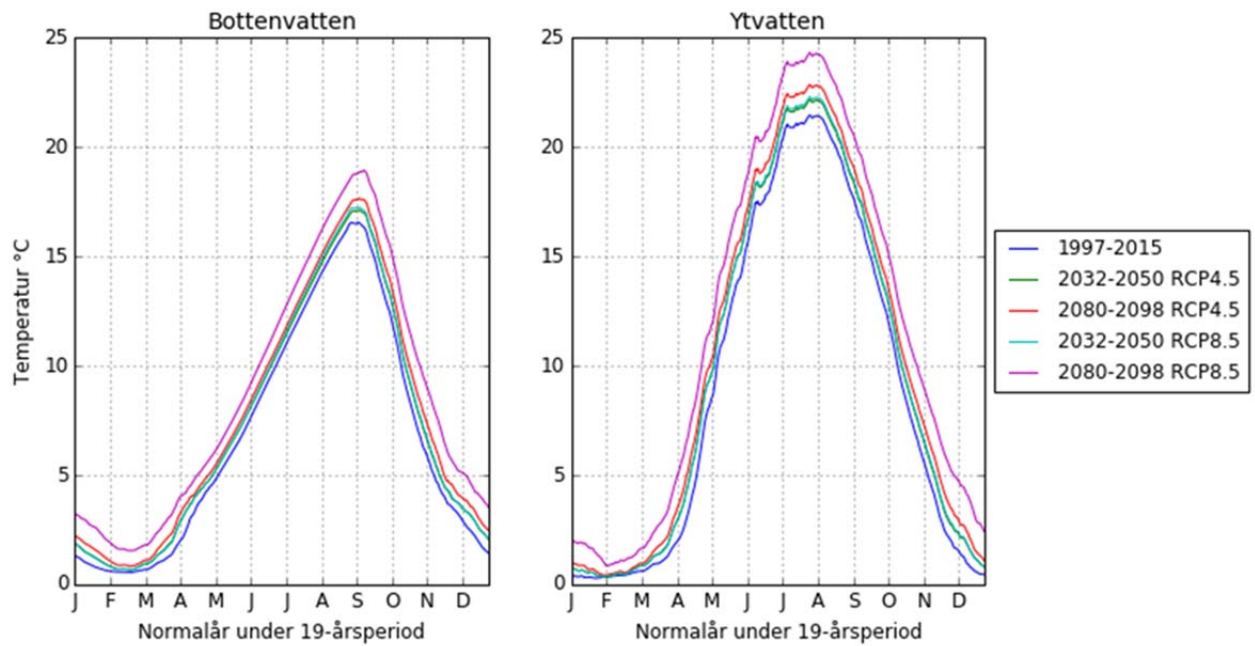 Bottenvatten
25
20
15
10
5
0
Temperatur °C
J F M A M J J A S O N D
Normalår under 19-årsperiod
Ytvatten
25
20
15
10
5
0
J F M A M J J A S O N D
Normalår under 19-årsperiod
1997-2015
2032-2050 RCP4.5
2080-2098 RCP4.5
2032-2050 RCP8.5
2080-2098 RCP8.5